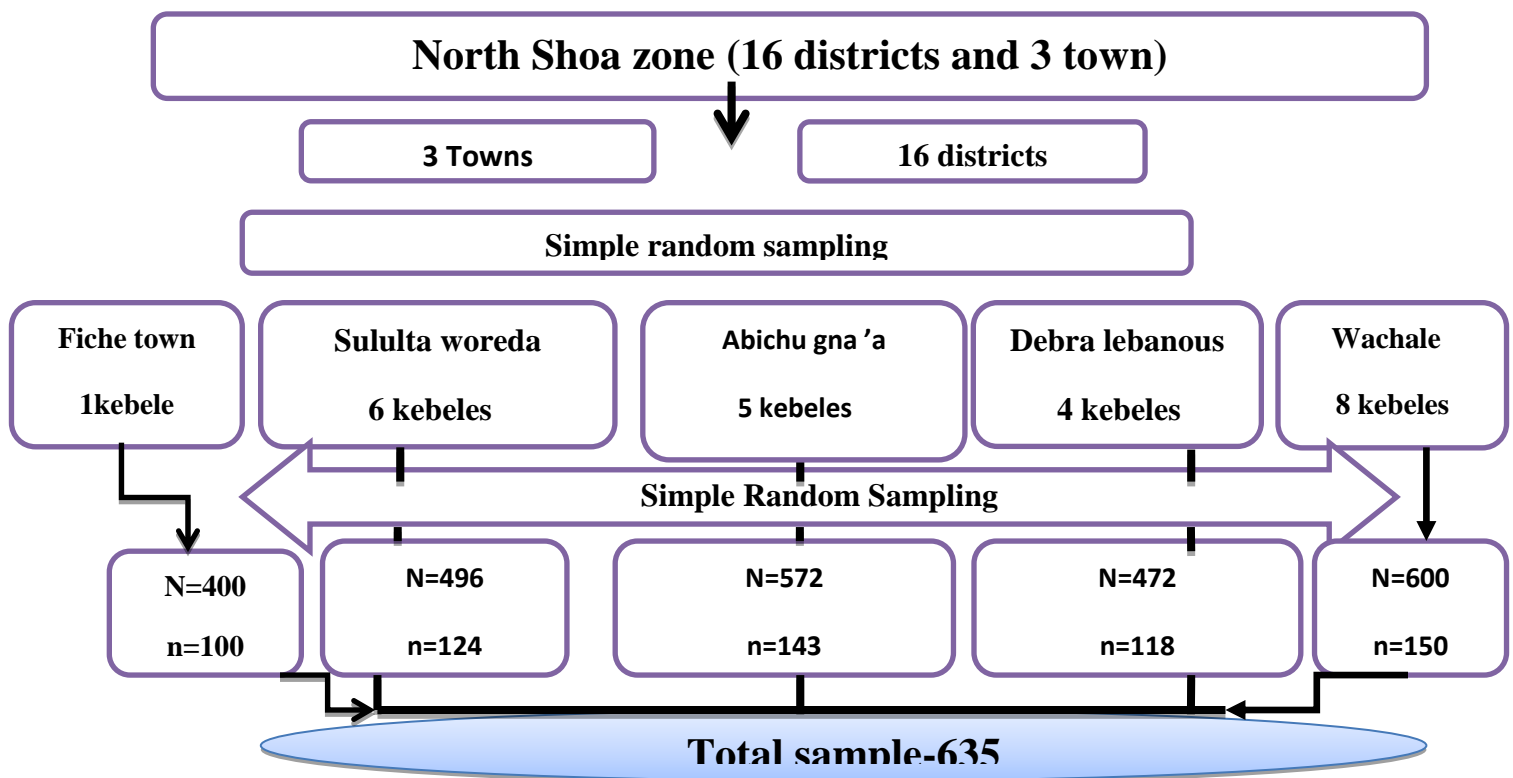 North Shoa zone (16 districts and 3 town)
3 Towns
16 districts
Simple random sampling
Fiche town
1kebele
Sululta woreda
6 kebeles
Abichu gna ’a
5 kebeles
Debra lebanous
4 kebeles
Wachale
8 kebeles
Simple Random Sampling
N=400
n=100
N=496
n=124
N=572
n=143
N=472
n=118
N=600
n=150
Total sample-635